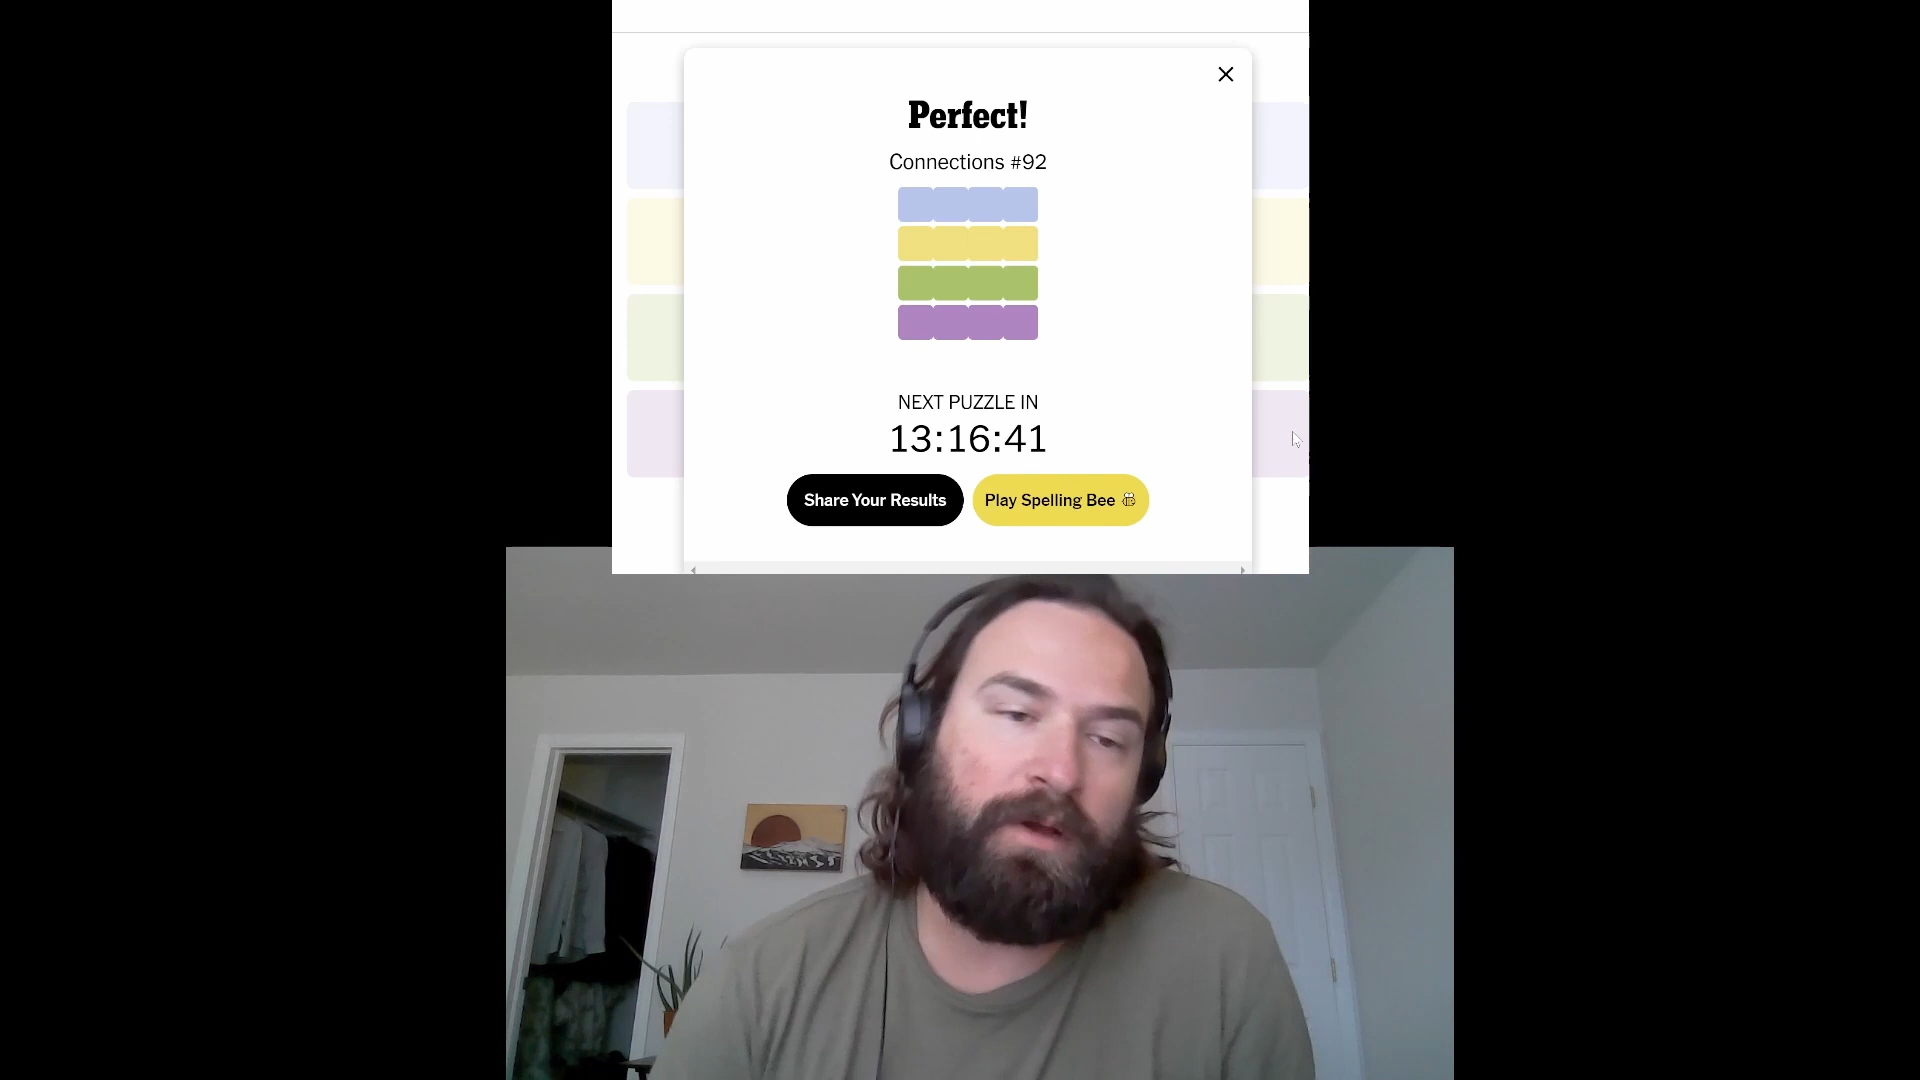 Perfect!
Connections #92
NEXT PUZZLE IN
13:16:41
Share Your Results
Play Spelling Bee